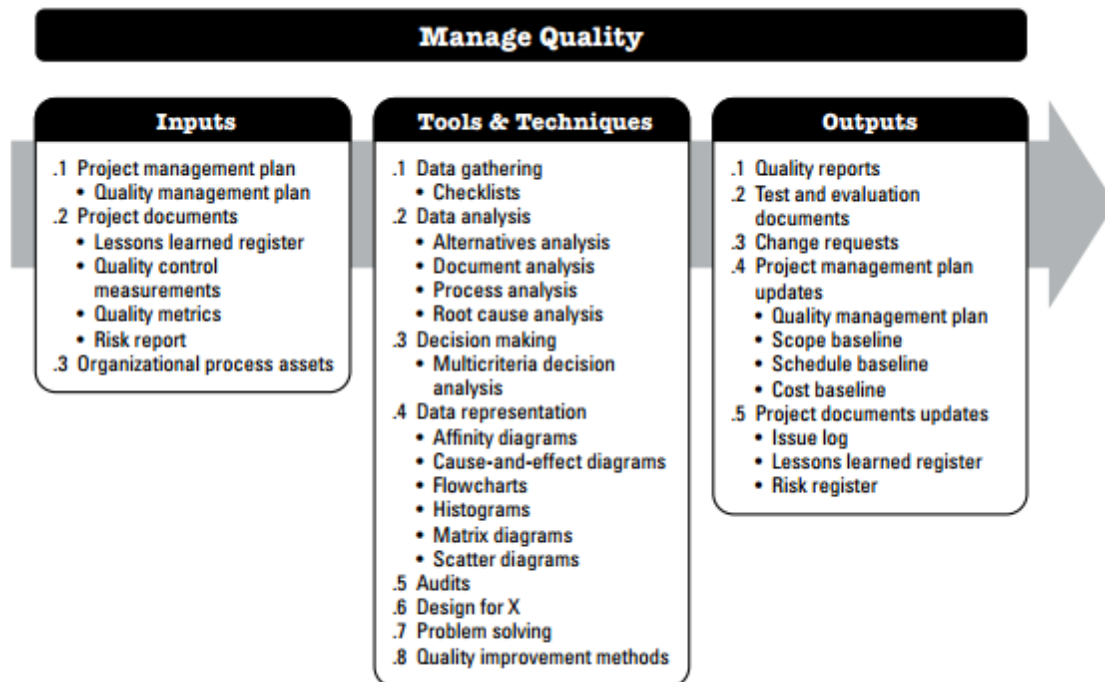 Manage Quality
Inputs
.1 Project management plan
• Quality management plan
.2 Project documents
• Lessons learned register
• Quality control
measurements
• Quality metrics
• Risk report
.3 Organizational process assets
Tools & Techniques
.1 Data gathering
• Checklists
.2 Data analysis
• Alternatives analysis
• Document analysis
• Process analysis
• Root cause analysis
.3 Decision making
• Multicriteria decision
analysis
.4 Data representation
• Affinity diagrams
• Cause-and-effect diagrams
• Flowcharts
• Histograms
• Matrix diagrams
• Scatter diagrams
.5 Audits
.6 Design for X
.7 Problem solving
.8 Quality improvement methods
Outputs
.1 Quality reports
.2 Test and evaluation
documents
.3 Change requests
.4 Project management plan
updates
• Quality management plan
• Scope baseline
• Schedule baseline
• Cost baseline
.5 Project documents updates
• Issue log
• Lessons learned register
• Risk register